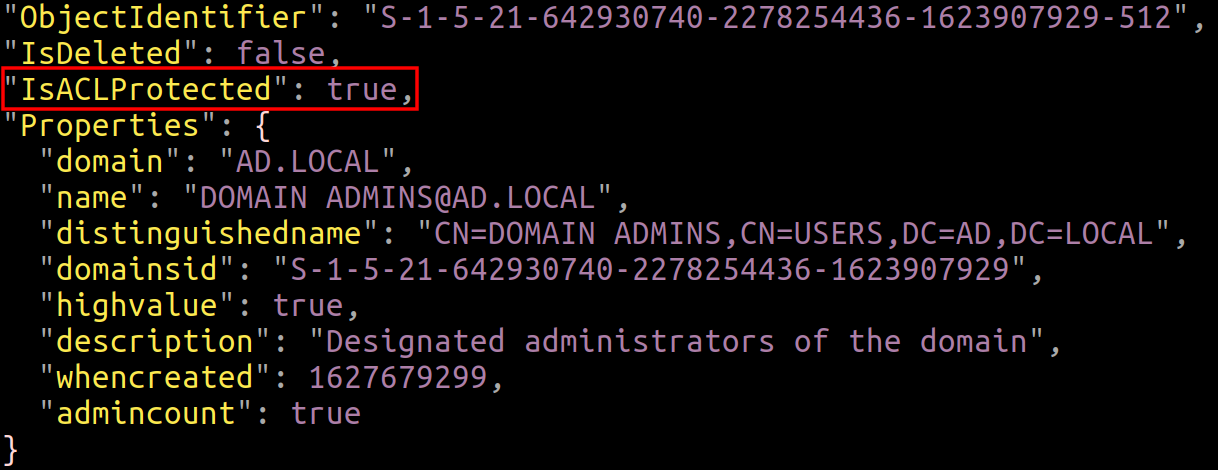 "ObjectIdentifier": "S-1-5-21-642930740-2278254436-1623907929-512",
"IsDeleted": false,
"IsACLProtected": true,
"Properties": {
"domain": "AD.LOCAL",
"name": "DOMAIN ADMINS@AD.LOCAL",
"distinguishedname": "CN=DOMAIN ADMINS,CN=USERS,DC=AD,DC=LOCAL",
"domainsid": "S-1-5-21-642930740-2278254436-1623907929",
"highvalue": true,
"description": "Designated administrators of the domain",
"whencreated": 1627679299,
"admincount": true
}